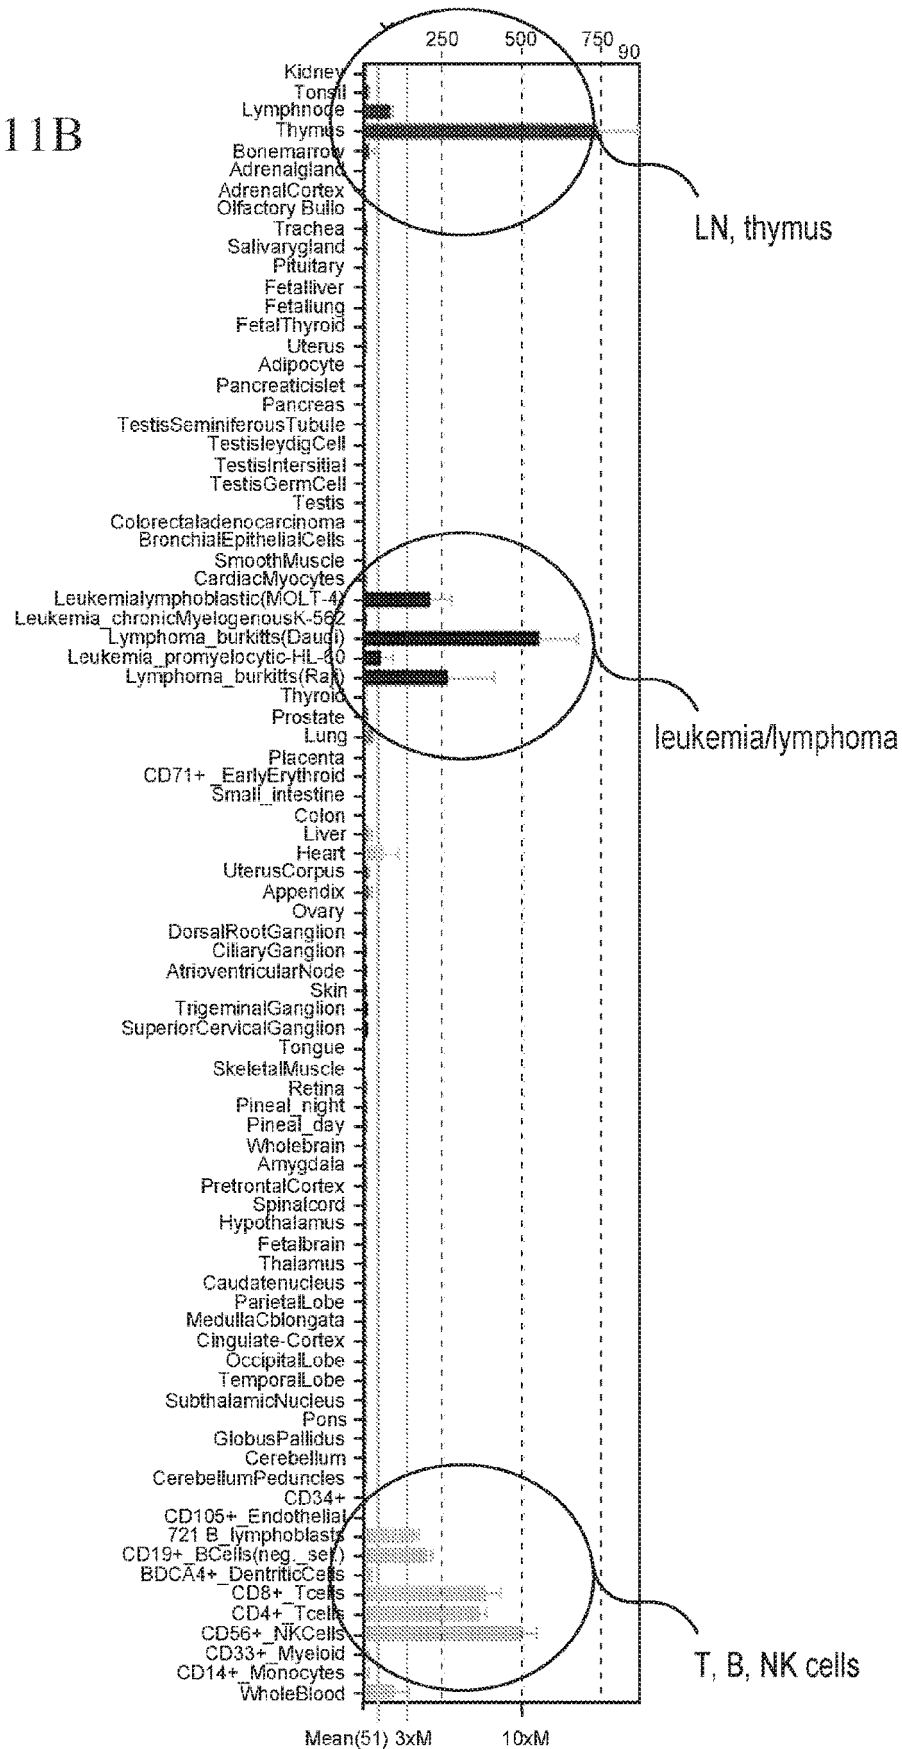 250 500 750 90
11B
Kidney
Tonsil
Lymphnode
Thymus
Bonemarrow
Adrenalgland
AdrenalCortex
Olfactory Bullo
Trachea
Salivarygland
Pituitary
Fetalliver
Fetallung
FetalThyroid
Uterus
Adipocyte
Pancreaticislet
Pancreas
TestisSeminiferousTubule
TestisleydigCell
TestisIntersitial
TestisGermCell
Testis
Colorectaladenocarcinoma
BronchialEpithelialCells
SmoothMuscle
CardiacMyocytes
Leukemialymphoblastic(MOLT-4)
Leukemia_chronicMyelogenousK-562
Lymphoma_burkitts(Daudi)
Leukemia_promyelocytic-HL-60
Lymphoma_burkitts(Raji)
Thyroid
Prostate
Lung
Placenta
CD71+_EarlyErythroid
Small_intestine
Colon
Liver
Heart
UterusCorpus
Appendix
Ovary
DorsalRootGanglion
CiliaryGanglion
AtrioventricularNode
Skin
TrigeminalGanglion
SuperiorCervicalGanglion
Tongue
SkeletalMuscle
Retina
Pineal_night
Pineal_day
Wholebrain
Amygdala
PretrontalCortex
Spinalcord
Hypothalamus
Fetalbrain
Thalamus
Caudatenucleus
ParietalLobe
MedullaCblongata
Cingulate-Cortex
OccipitalLobe
TemporalLobe
SubthalamicNucleus
Pons
GlobusPallidus
Cerebellum
CerebellumPeduncles
CD34+
CD105+_Endothelial
721 B_lymphoblasts
CD19+_BCells(neg._sel.)
BDCA4+_DentriticCells
CD8+_Tcells
CD4+_Tcells
CD56+_NKCells
CD33+_Myeloid
CD14+_Monocytes
WholeBlood
LN, thymus
leukemia/lymphoma
T, B, NK cells
Mean(51) 3xM 10xM